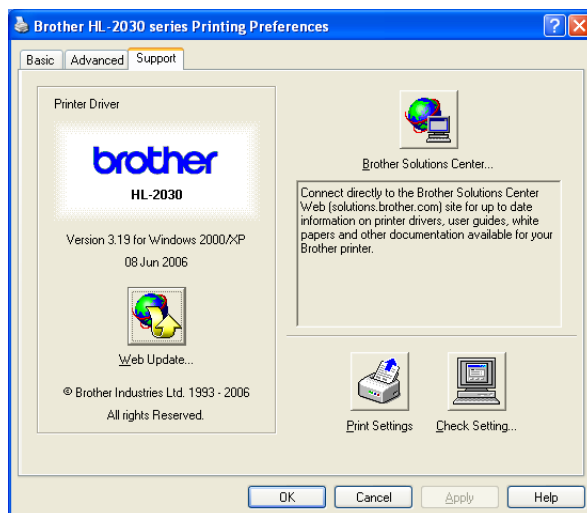 Brother HL-2030 series Printing Preferences
Basic Advanced Support
Printer Driver
brother
HL-2030
Version 3.19 for Windows 2000/XP
08 Jun 2006
Web Update...
© Brother Industries Ltd. 1993 - 2006
All rights Reserved.
Brother Solutions Center...
Connect directly to the Brother Solutions Center
Web (solutions.brother.com) site for up to date
information on printer drivers, user guides, white
papers and other documentation available for your
Brother printer.
Print Settings
Check Setting...
OK Cancel Apply Help